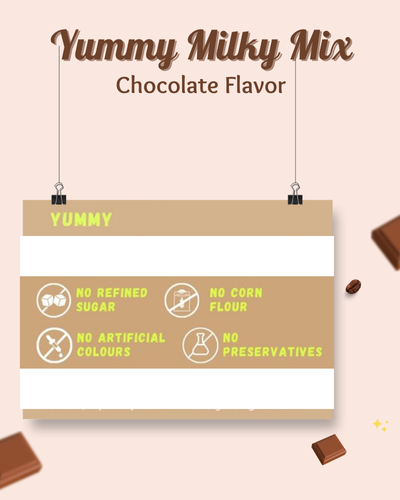 Yummy Milky Mix
Chocolate Flavor
YUMMY
NO REFINED
SUGAR
NO CORN
FLOUR
NO ARTIFICIAL
COLOURS
NO
PRESERVATIVES